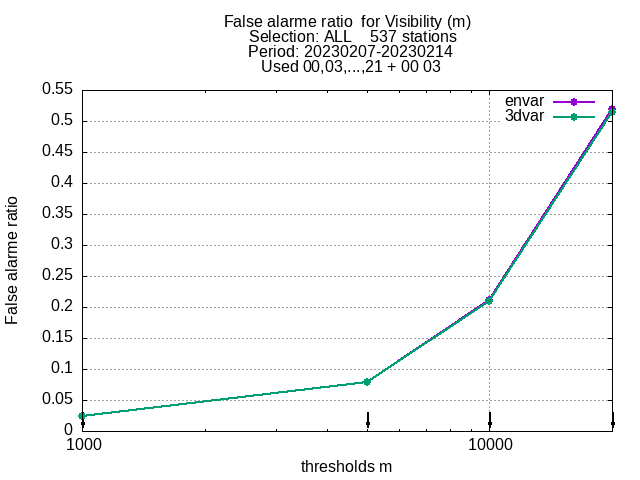 False alarme ratio  for Visibility (m)
Selection: ALL    537 stations
Period: 20230207-20230214
Used 00,03,...,21 + 00 03
envar
3dvar
0.55
0.5
0.45
0.4
0.35
0.3
0.25
0.2
0.15
0.1
0.05
0
False alarme ratio
1000
10000
thresholds m